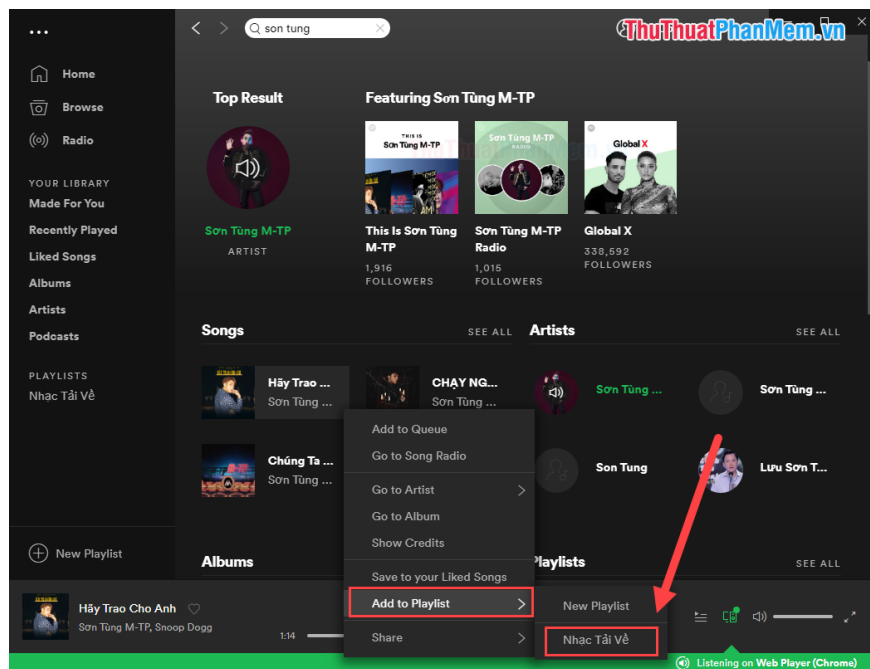 son tung
ThuThuatPhanMem.vn
Home
Browse
Radio
YOUR LIBRARY
Made For You
Recently Played
Liked Songs
Albums
Artists
Podcasts
PLAYLISTS
Nhạc Tải Về
New Playlist
Top Result
Sơn Tùng M-TP
ARTIST
Featuring Sơn Tùng M-TP
THIS IS
Sơn Tùng M-TP
This Is Sơn Tùng
M-TP
1,916
FOLLOWERS
Sơn Tùng M-TP
RADIO
Sơn Tùng M-TP
Radio
1,015
FOLLOWERS
Global X
Global X
338,592
FOLLOWERS
Songs
SEE ALL
Hãy Trao ...
Sơn Tùng ...
CHẠY NG...
Sơn Tùng ...
Chúng Ta ...
Sơn Tùng ...
Artists
SEE ALL
Sơn Tùng ...
Sơn Tùng ...
Son Tung
Lưu Sơn T...
Albums
Playlists
SEE ALL
Add to Queue
Go to Song Radio
Go to Artist
Go to Album
Show Credits
Save to your Liked Songs
Add to Playlist
Share
New Playlist
Nhạc Tải Về
Hãy Trao Cho Anh
Sơn Tùng M-TP, Snoop Dogg
1:14
Listening on Web Player (Chrome)